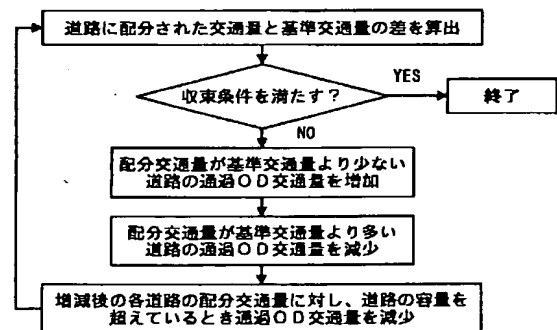 道路に配分された交通量と基準交通量の差を算出
収束条件を満たす？
YES
終了
NO
配分交通量が基準交通量より少ない
道路の通過OD交通量を増加
配分交通量が基準交通量より多い
道路の通過OD交通量を減少
増減後の各道路の配分交通量に対し、道路の容量を
超えているとき通過OD交通量を減少